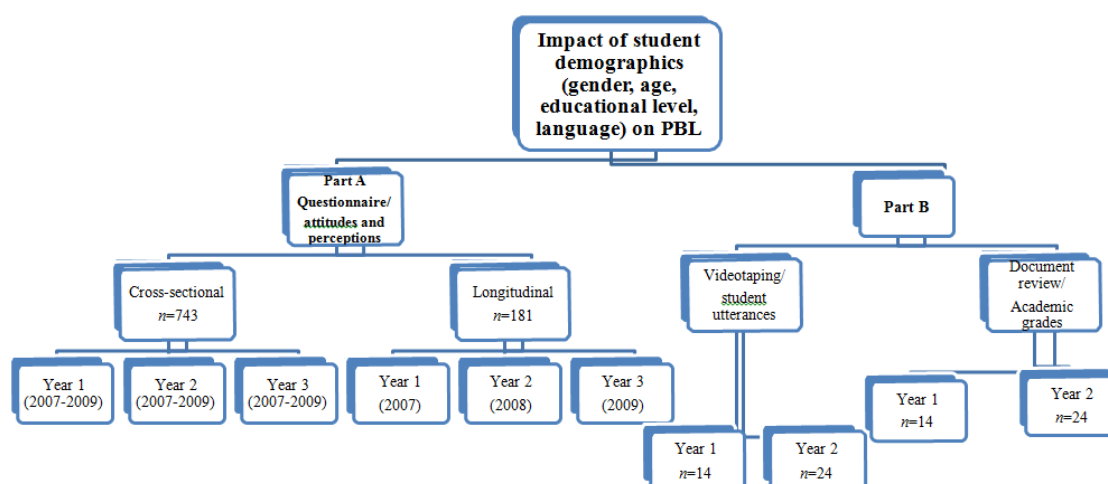 Impact of student
demographics
(gender, age,
educational level,
language) on PBL
Part A
Questionnaire/
attitudes and
perceptions
Part B
Cross-sectional
n=743
Longitudinal
n=181
Videotaping/
student
utterances
Document
review/
Academic
grades
Year 1
(2007-2009)
Year 2
(2007-2009)
Year 3
(2007-2009)
Year 1
(2007)
Year 2
(2008)
Year 3
(2009)
Year 1
n=14
Year 2
n=24
Year 1
n=14
Year 2
n=24